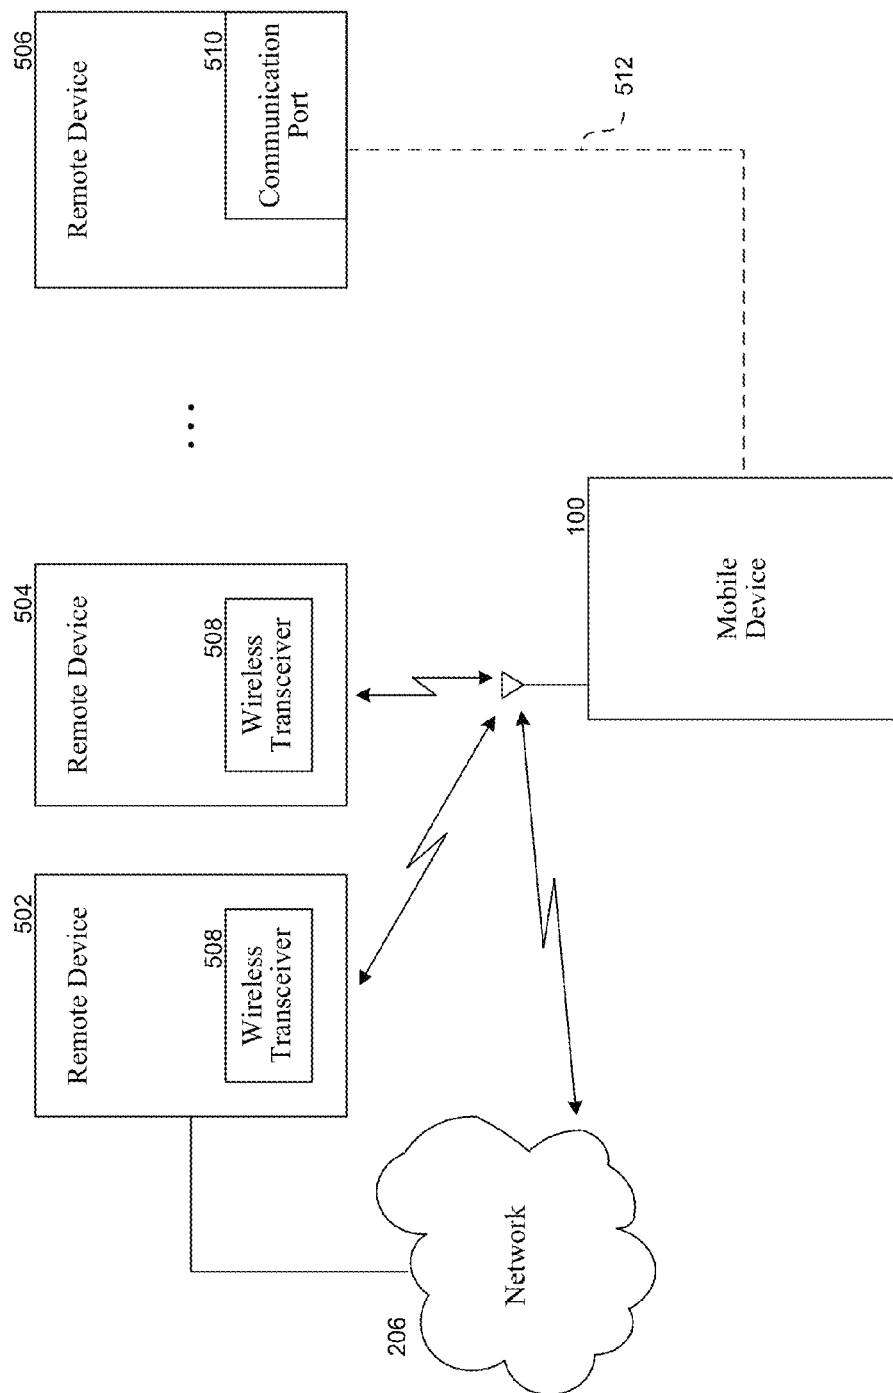 502
Remote Device
508
Wireless
Transceiver
504
Remote Device
508
Wireless
Transceiver
...
506
Remote Device
510
Communication
Port
206
Network
100
Mobile
Device
512